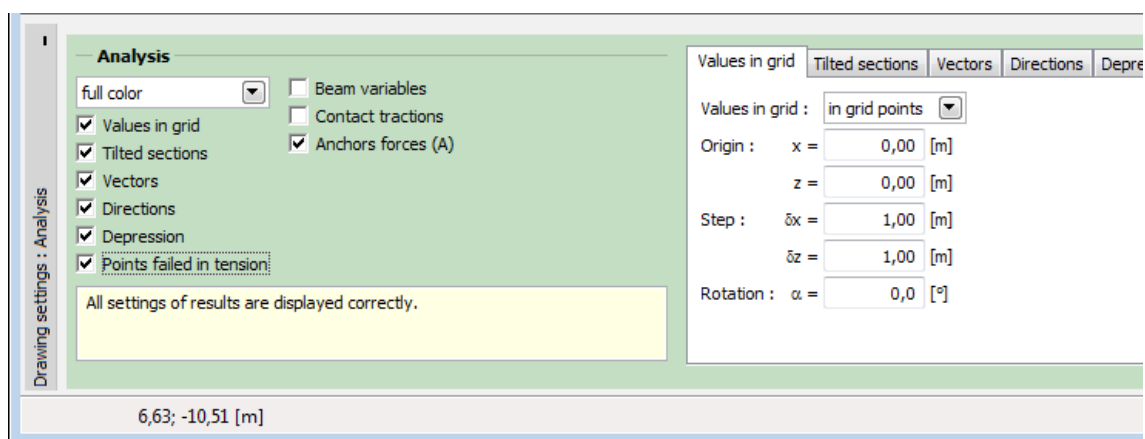 Drawing settings : Analysis
Analysis
full color
Values in grid
Tilted sections
Vectors
Directions
Depression
Points failed in tension
Beam variables
Contact tractions
Anchors forces (A)
All settings of results are displayed correctly.
Values in grid Tilted sections Vectors Directions Depre
Values in grid : in grid points
Origin : x = 0,00 [m]
z = 0,00 [m]
Step : δx = 1,00 [m]
δz = 1,00 [m]
Rotation : α = 0,0 [°]
6,63; -10,51 [m]